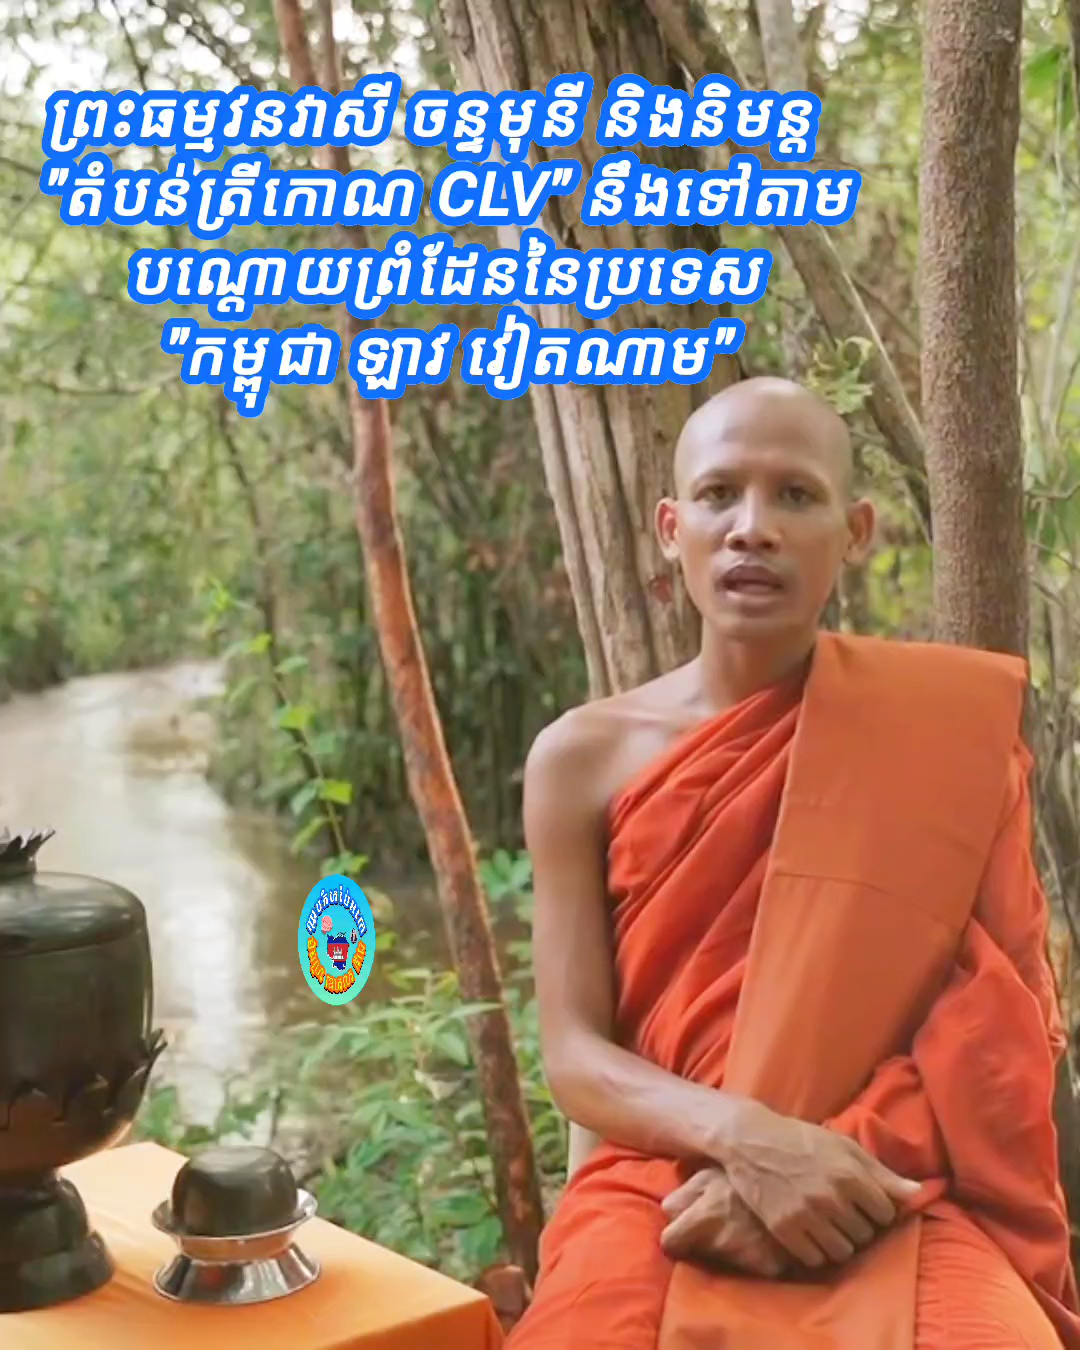 ព្រះធម្មវនវាសី ចន្ទមុនី និងនិមន្ត
"តំបន់ត្រីកោណ CLV" នឹងទៅតាម
បណ្តោយព្រំដែននៃប្រទេស
"កម្ពុជា ឡាវ វៀតណាម"